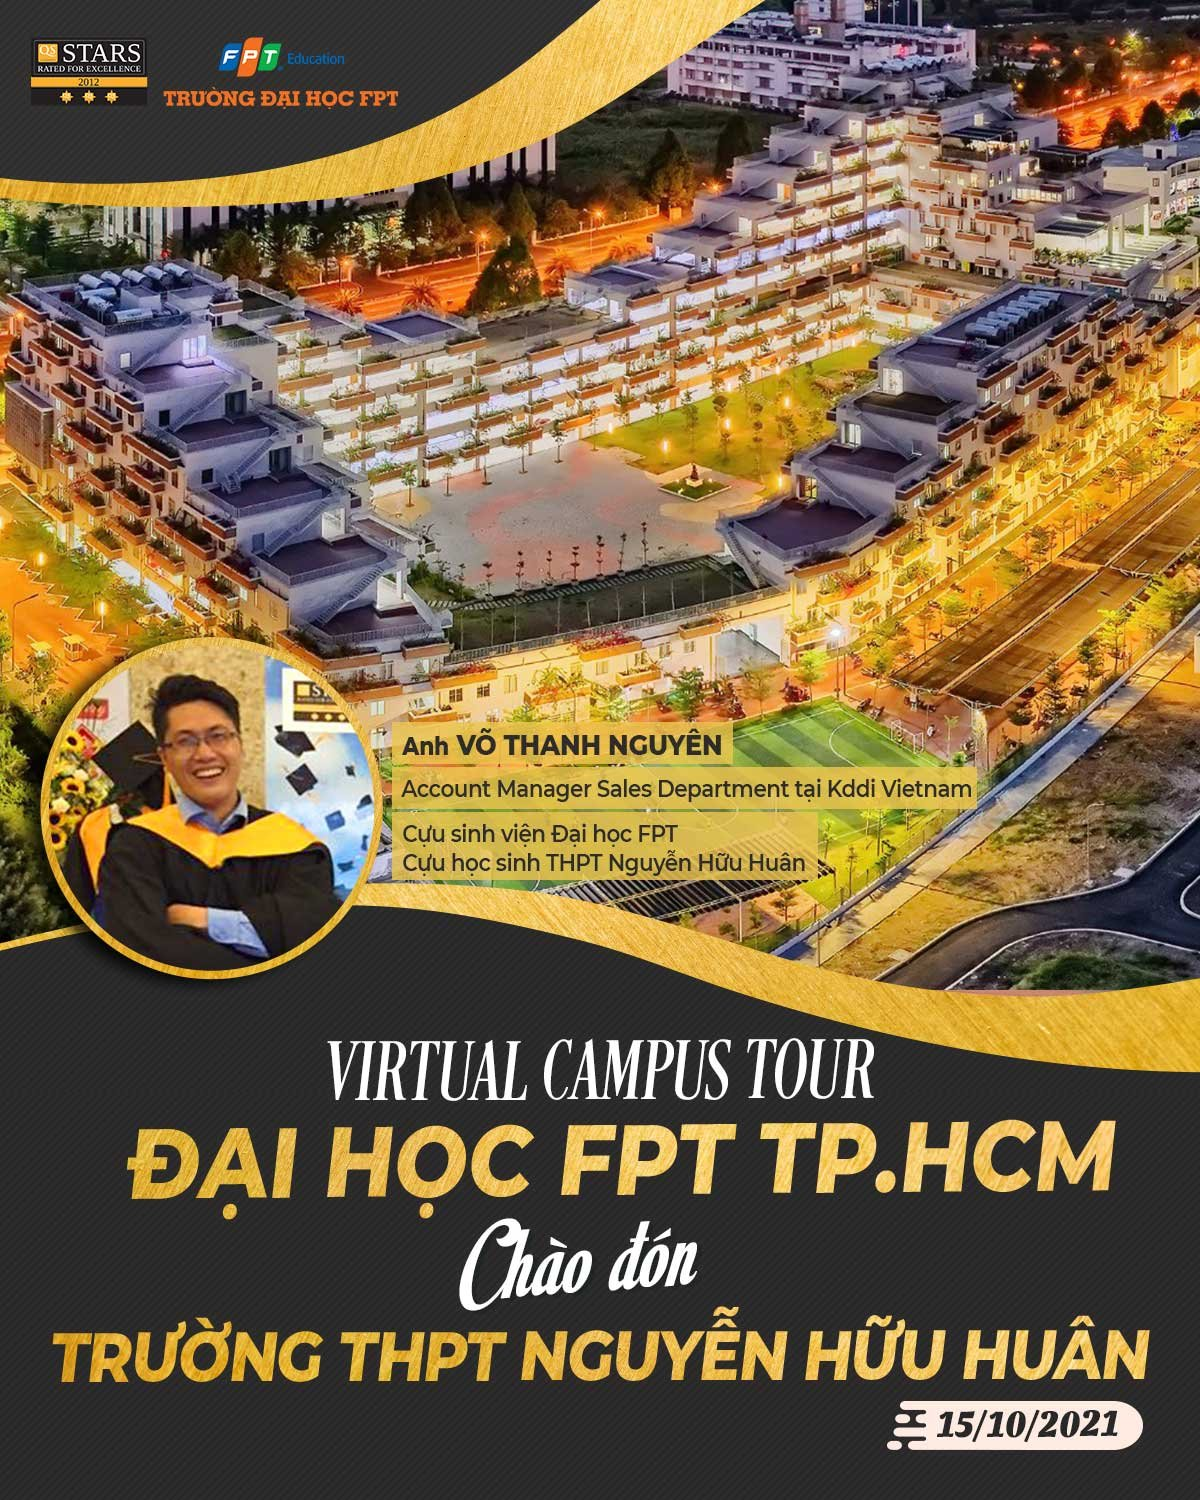 QS STARS
RATED FOR EXCELLENCE
2012
FPT Education
TRƯỜNG ĐẠI HỌC FPT
Anh VÕ THANH NGUYÊN
Account Manager Sales Department tại Kddi Vietnam
Cựu sinh viên Đại học FPT
Cựu học sinh THPT Nguyễn Hữu Huân
VIRTUAL CAMPUS TOUR
ĐẠI HỌC FPT TP.HCM
Chào đón
TRƯỜNG THPT NGUYỄN HỮU HUÂN
15/10/2021